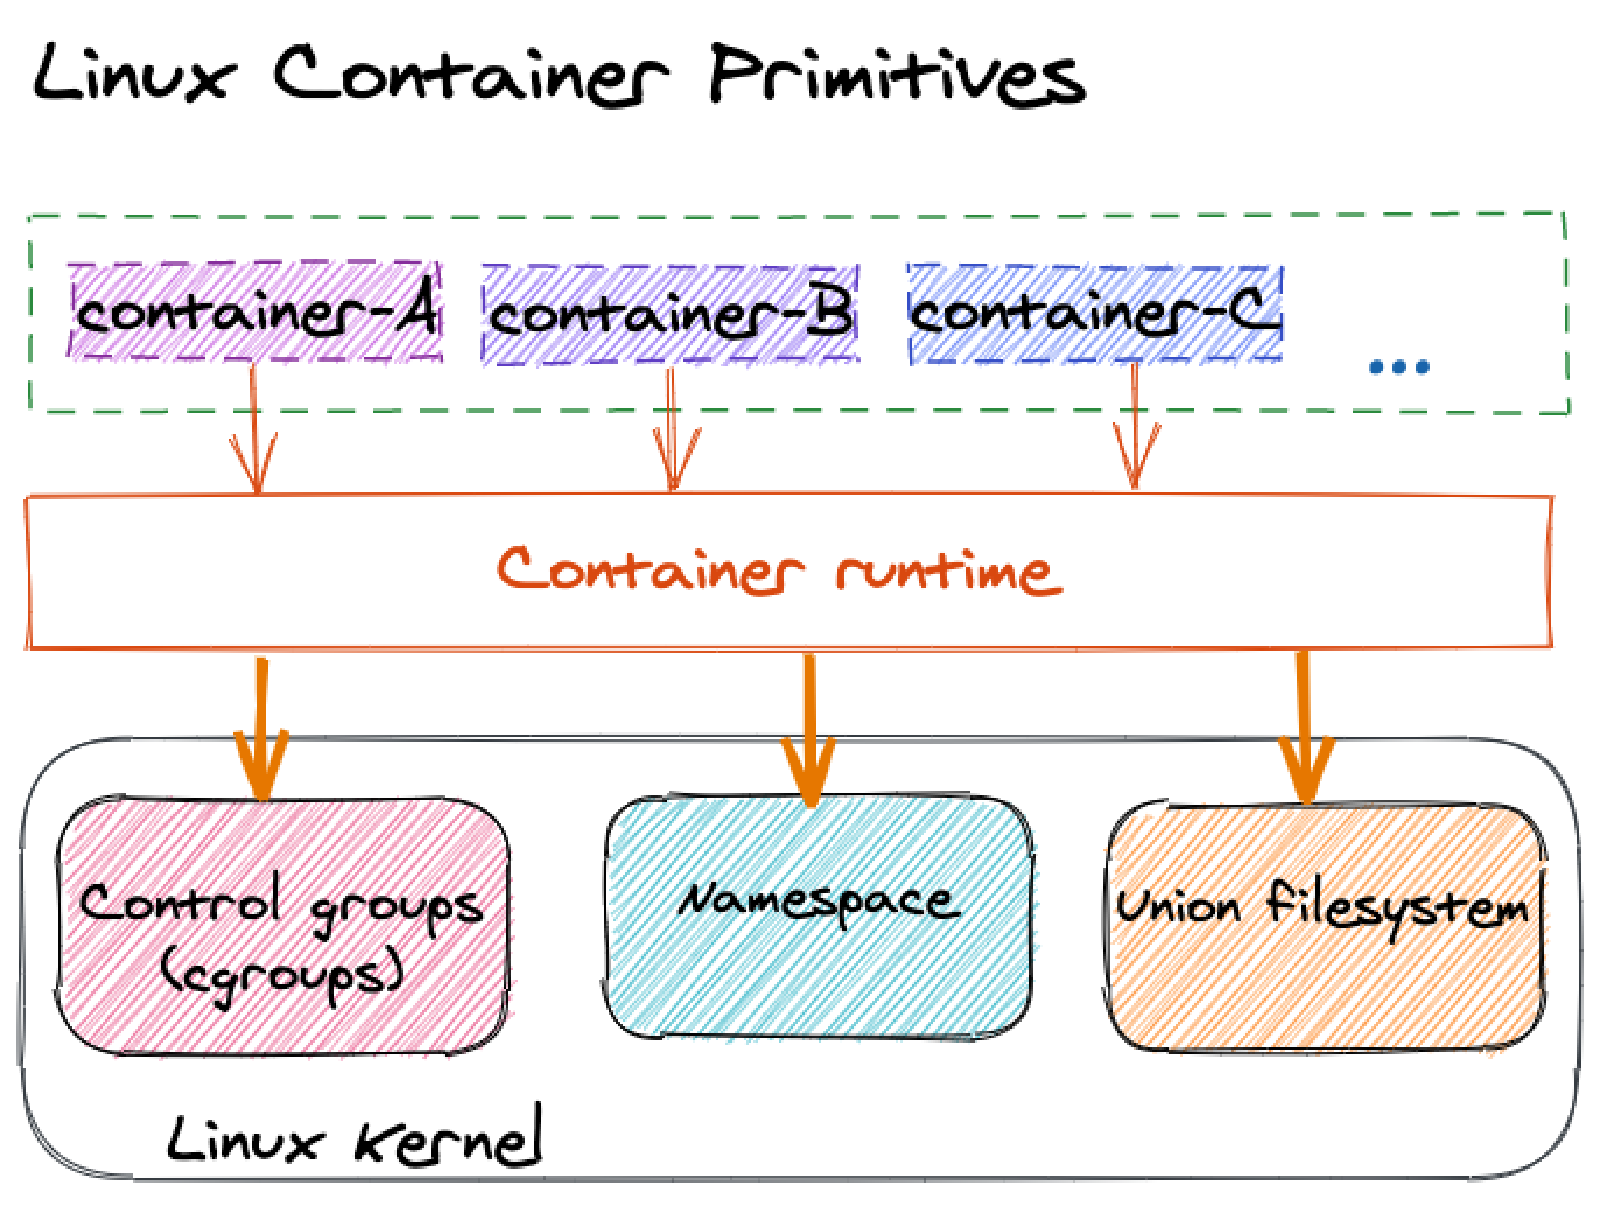 Linux Container Primitives
container-A
container-B
container-C
...
Container runtime
Control groups
(cgroups)
Namespace
Union filesystem
Linux Kernel